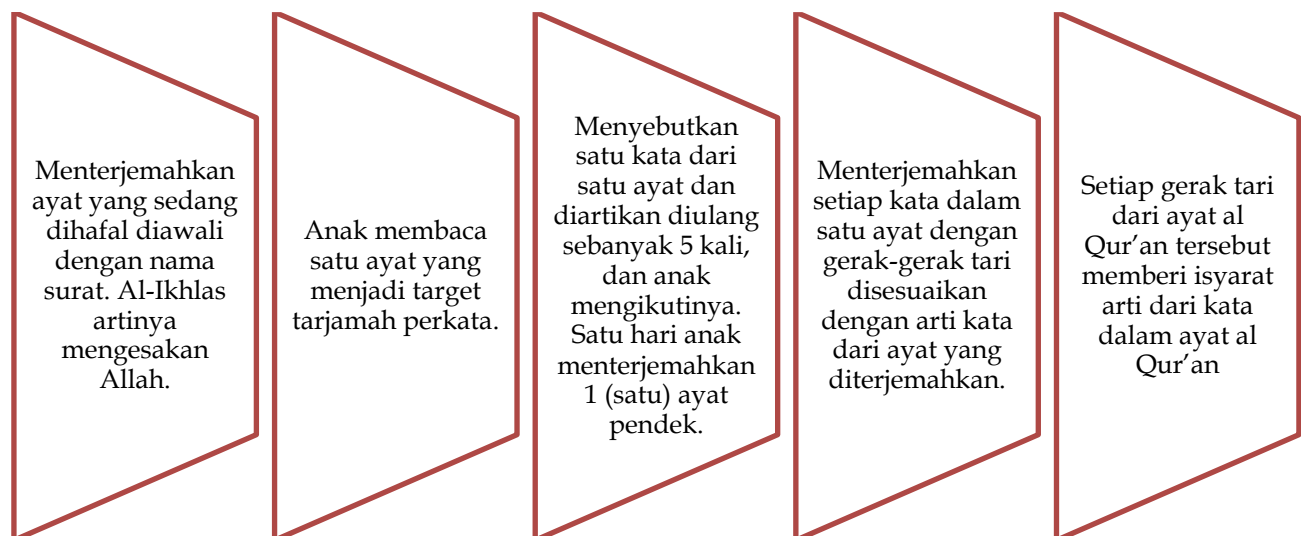 Menterjemahkan
ayat yang sedang
dihafal diawali
dengan nama
surat. Al-Ikhlas
artinya
mengesakan
Allah.
Anak membaca
satu ayat yang
menjadi target
tarjamah perkata.
Menyebutkan
satu kata dari
satu ayat dan
diartikan diulang
sebanyak 5 kali,
dan anak
mengikutinya.
Satu hari anak
menterjemahkan
1 (satu) ayat
pendek.
Menterjemahkan
setiap kata dalam
satu ayat dengan
gerak-gerak tari
disesuaikan
dengan arti kata
dari ayat yang
diterjemahkan.
Setiap gerak tari
dari ayat al
Qur’an tersebut
memberi isyarat
arti dari kata
dalam ayat al
Qur’an